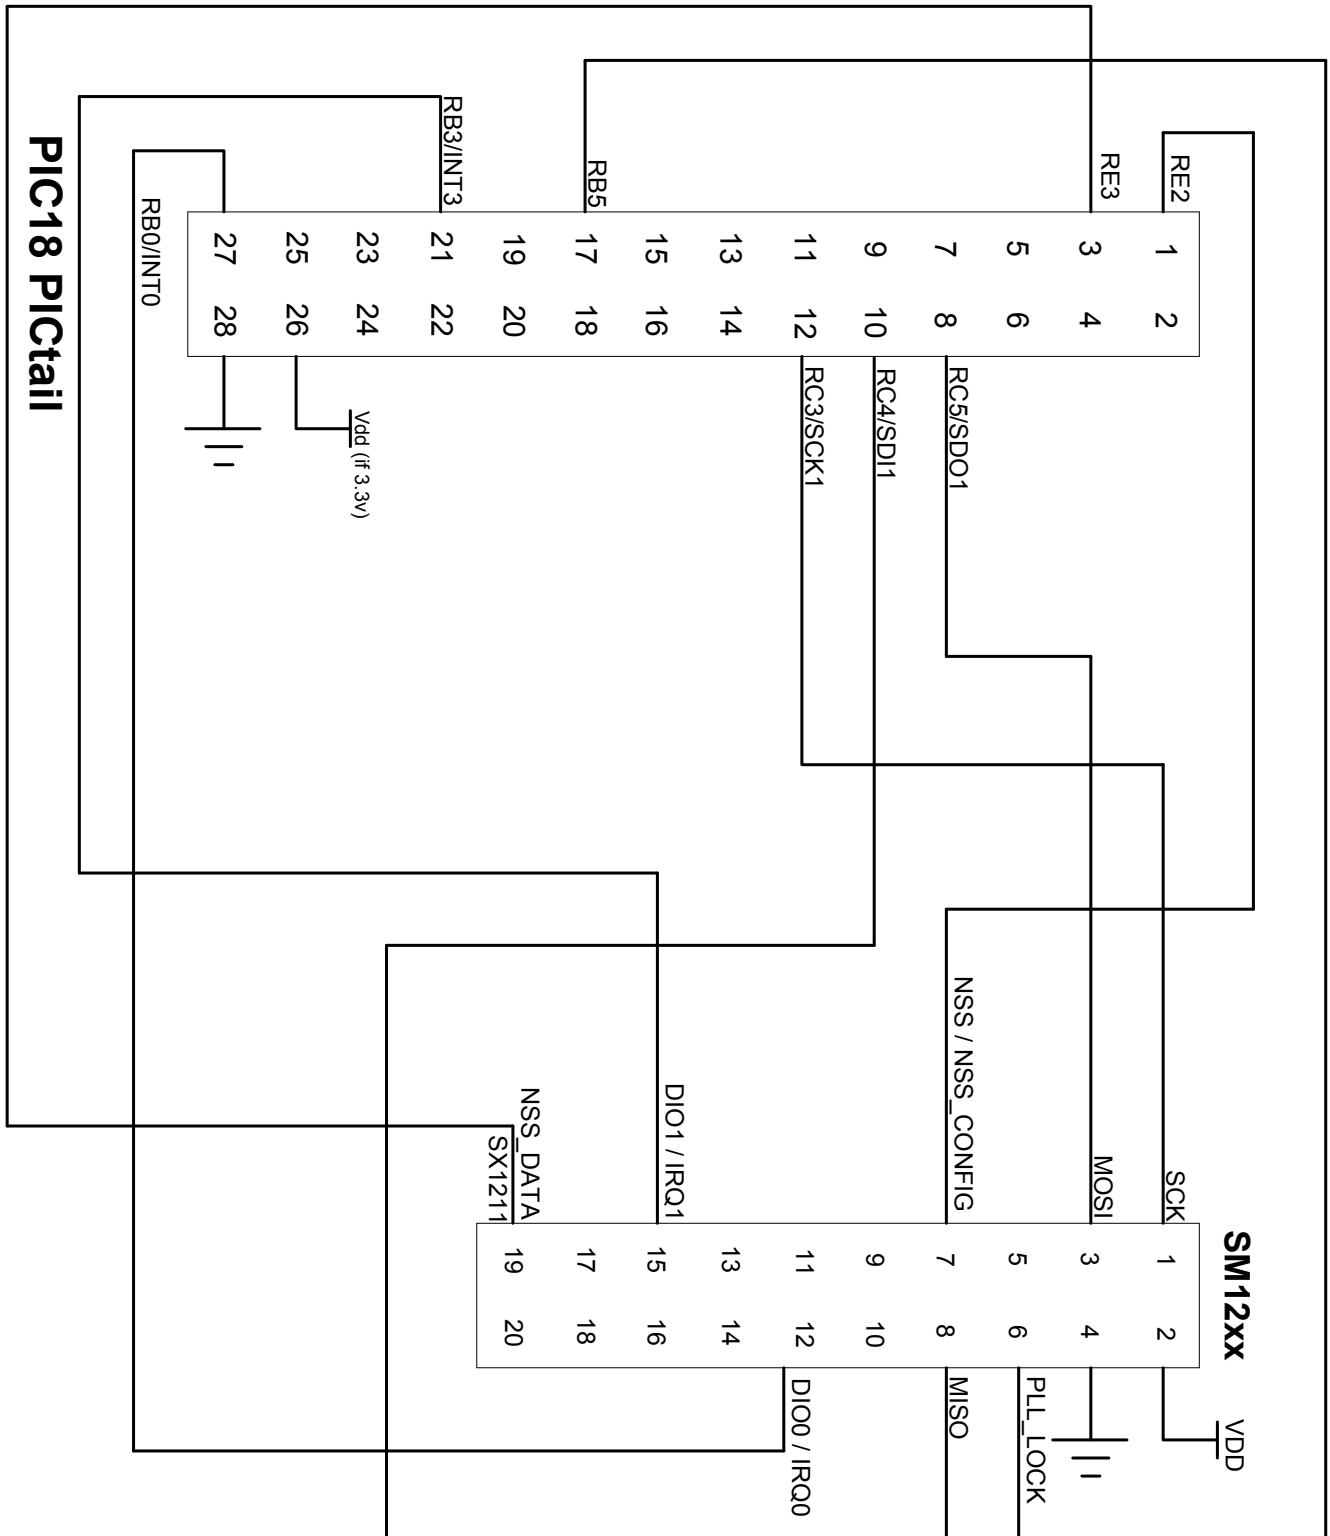 PIC18 PICtail
RE2
RE3
RB5
RB3/INT3
RB0/INT0
1 3 5 7 9 11 13 15 17 19 21 23 25 27
2 4 6 8 10 12 14 16 18 20 22 24 26 28
RC5/SDO1
RC4/SDI1
RC3/SCK1
Vdd (if 3.3v)
SM12xx
SCK
MOSI
NSS / NSS_CONFIG
DIO1 / IRQ1
NSS_DATA
SX1211
1 3 5 7 9 11 13 15 17 19
2 4 6 8 10 12 14 16 18 20
VDD
PLL_LOCK
MISO
DIO0 / IRQ0